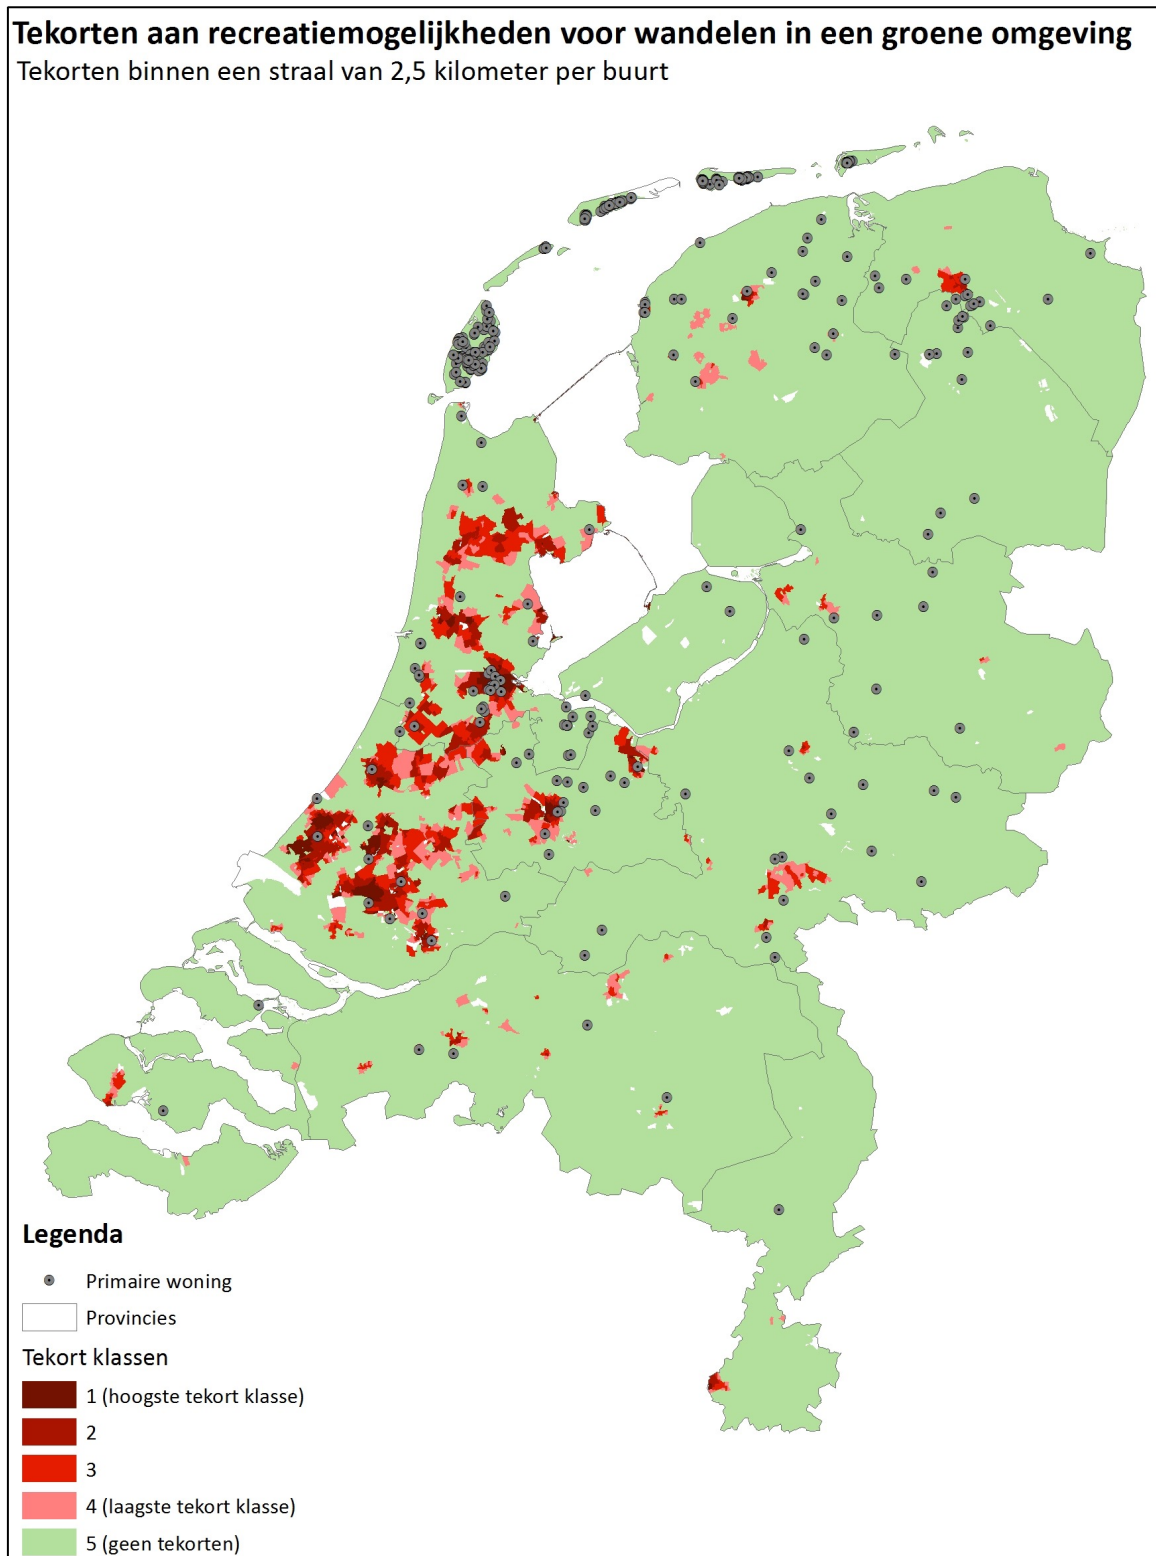 Tekorten aan recreatiemogelijkheden voor wandelen in een groene omgeving
Tekorten binnen een straal van 2,5 kilometer per buurt
Legenda
Primaire woning
Provincies
Tekort klassen
1 (hoogste tekort klasse)
2
3
4 (laagste tekort klasse)
5 (geen tekorten)